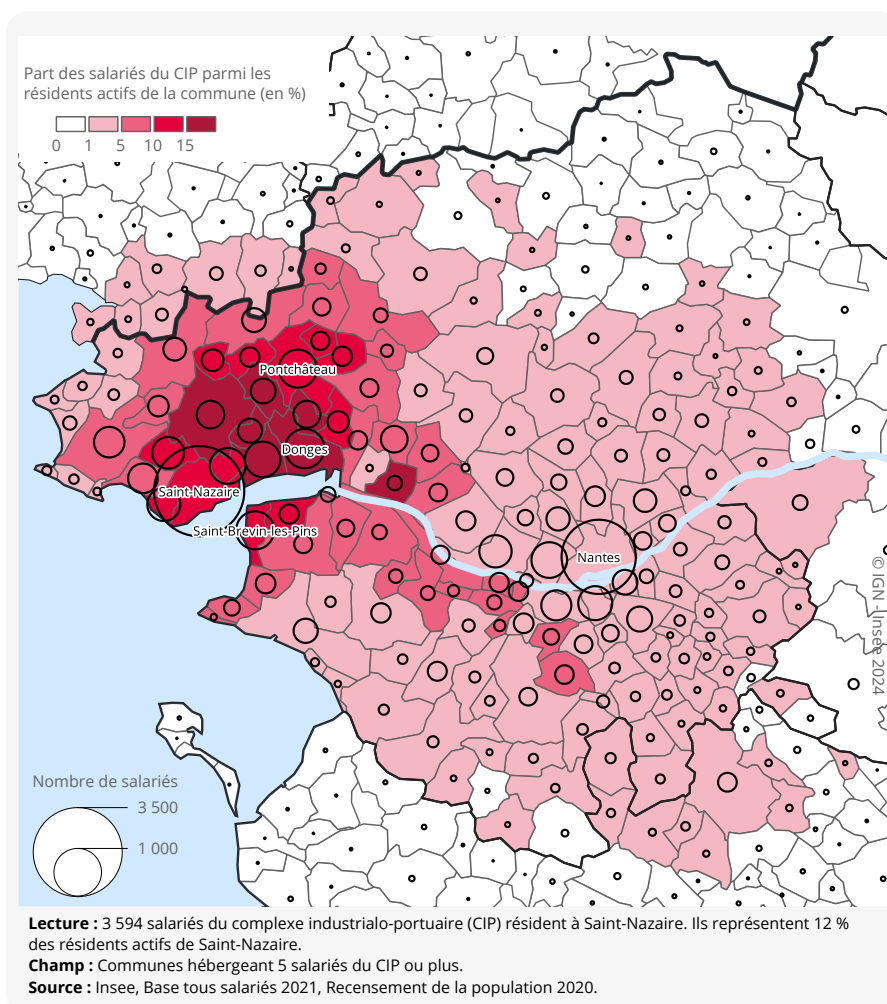 Part des salariés du CIP parmi les
résidents actifs de la commune (en %)
0 1 5 10 15
Pontchâteau
Donges
Saint-Nazaire
Saint-Brevin-les-Pins
Nantes
© IGN - Insee 2024
Nombre de salariés
3 500
1 000
Lecture : 3 594 salariés du complexe industrialo-portuaire (CIP) résident à Saint-Nazaire. Ils représentent 12 %
des résidents actifs de Saint-Nazaire.
Champ : Communes hébergeant 5 salariés du CIP ou plus.
Source : Insee, Base tous salariés 2021, Recensement de la population 2020.